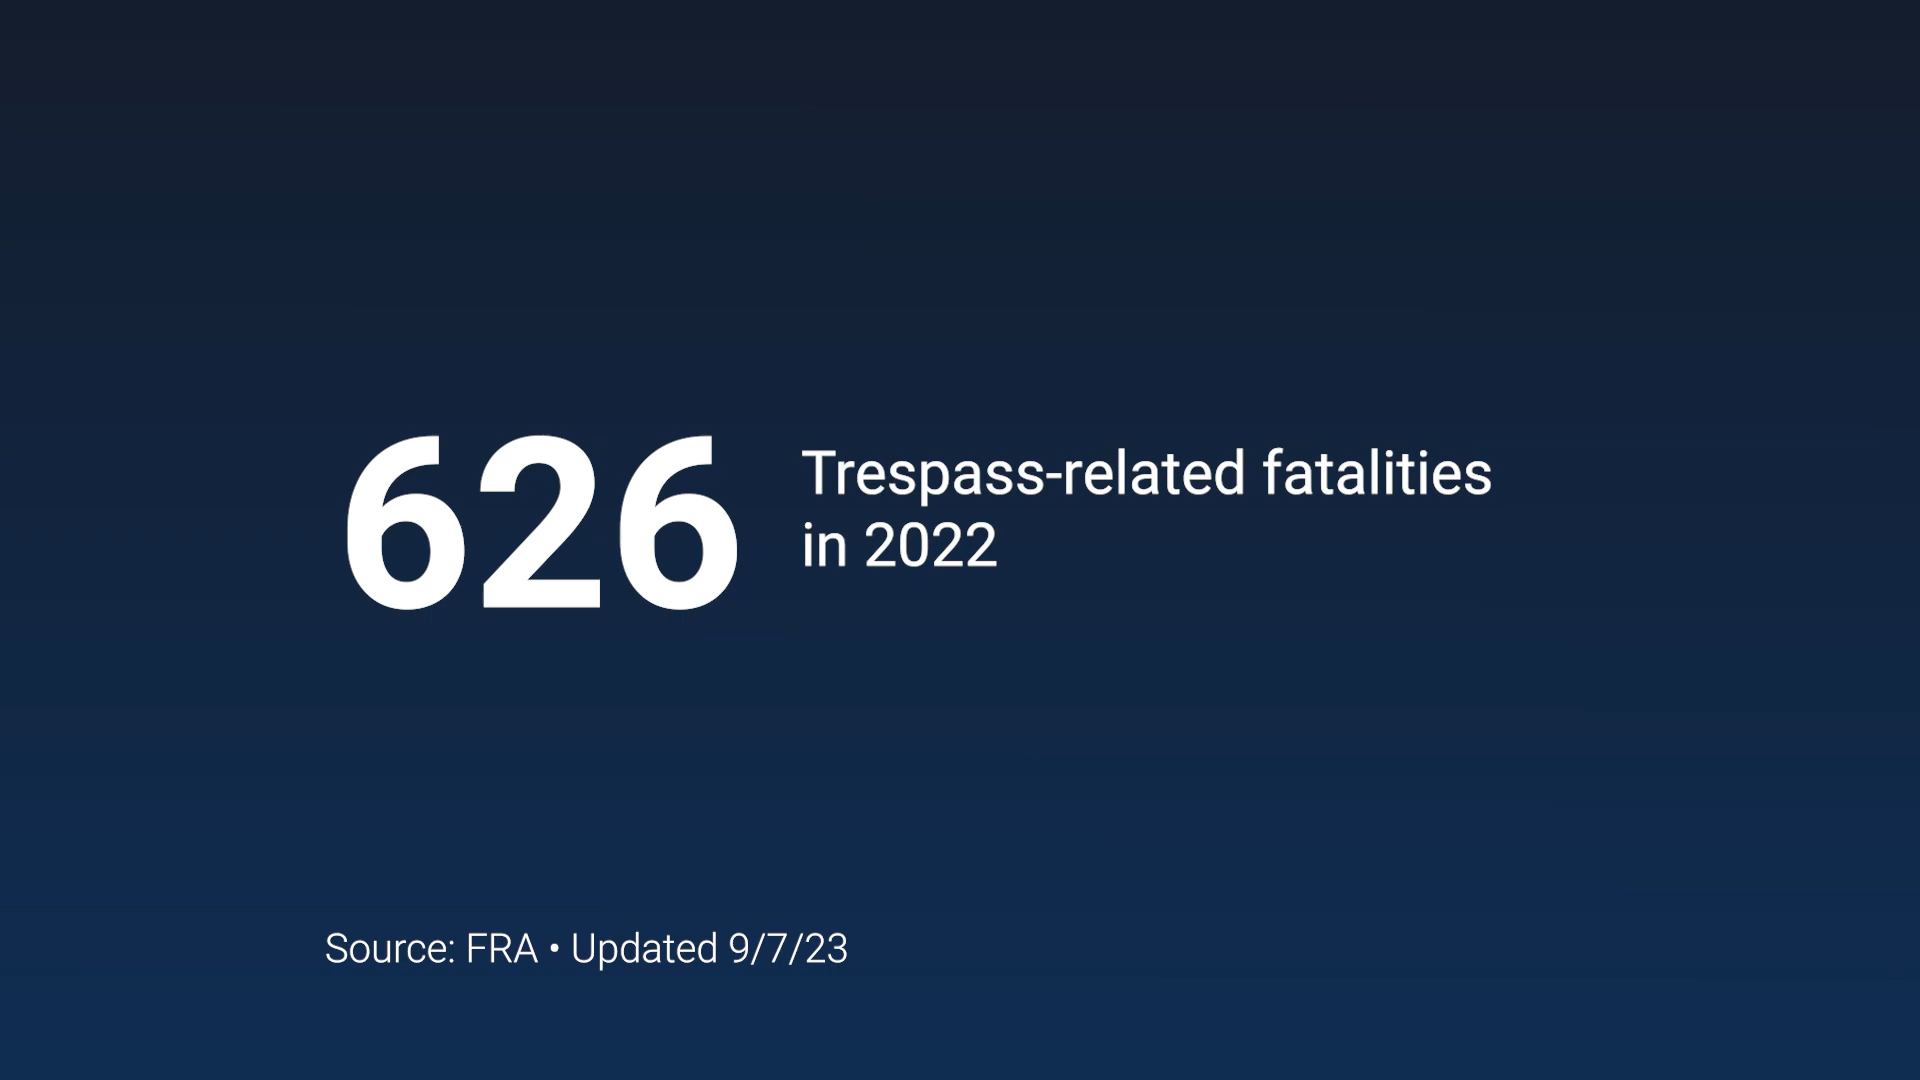 626
Trespass-related fatalities
in 2022
Source: FRA • Updated 9/7/23